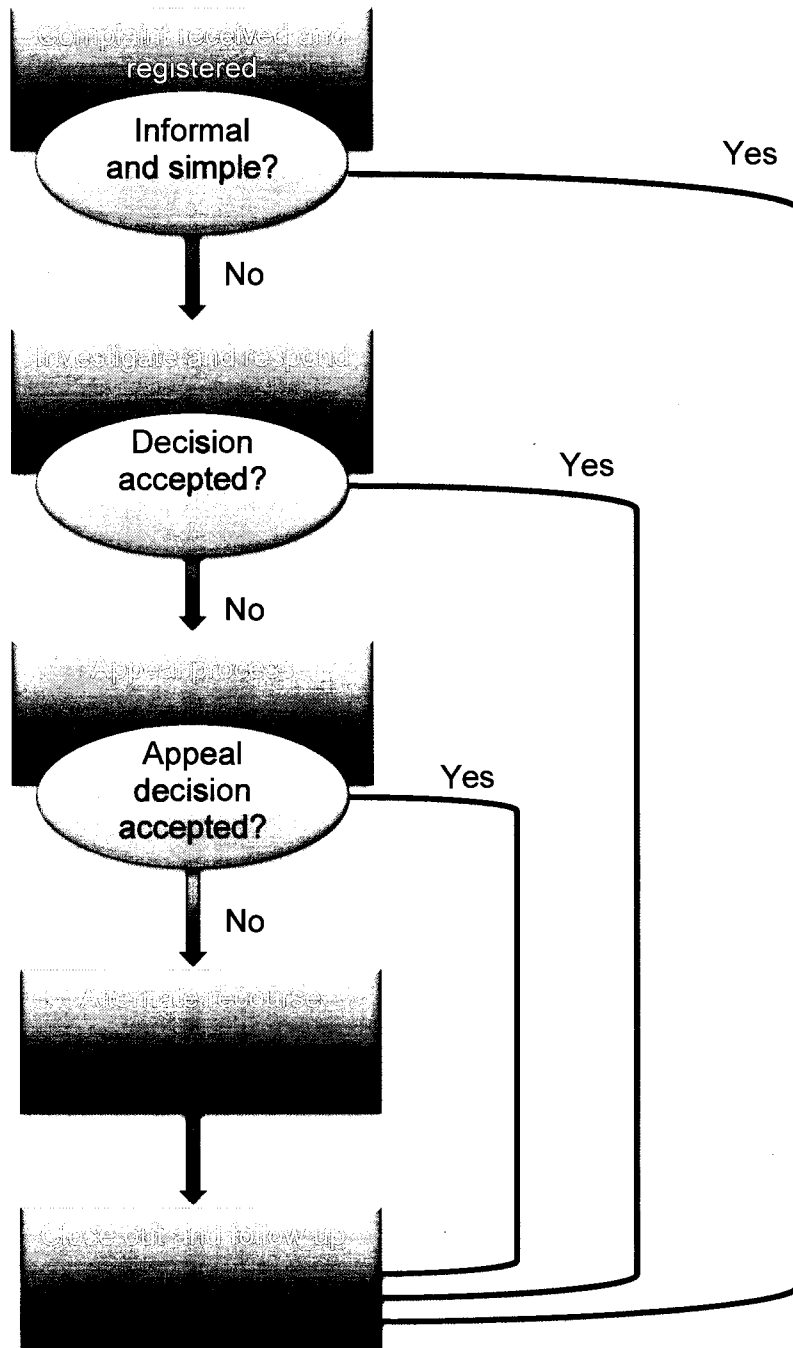 Complaint received and
registered
Informal
and simple?
Yes
No
Investigate and respond
Decision
accepted?
Yes
No
Appeal process
Appeal
decision
accepted?
Yes
No
Alternate recourse
Close out and follow up